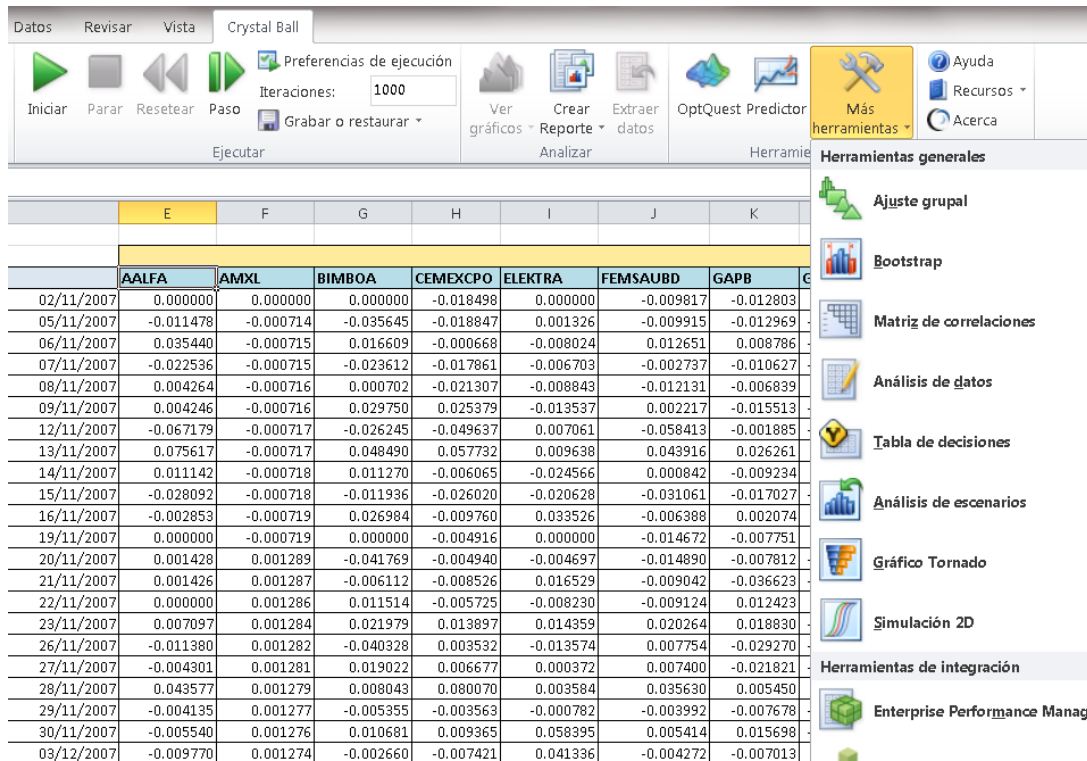 Datos Revisar Vista Crystal Ball
Iniciar Parar Resetear Paso
Preferencias de ejecución
Iteraciones: 1000
Grabar o restaurar
Ver gráficos Crear Reporte Extraer datos
OptQuest Predictor Más herramientas
Ayuda
Recursos
Acerca
Ejecutar Analizar Herramie
Herramientas generales
Ajuste grupal
Bootstrap
Matriz de correlaciones
Análisis de datos
Tabla de decisiones
Análisis de escenarios
Gráfico Tornado
Simulación 2D
Herramientas de integración
Enterprise Performance Manag
E F G H I J K
AALFA AMXL BIMBOA CEMEXCPO ELEKTRA FEMSAUBD GAPB G
02/11/2007 0.000000 0.000000 0.000000 -0.018498 0.000000 -0.009817 -0.012803
05/11/2007 -0.011478 -0.000714 -0.035645 -0.018847 0.001326 -0.009915 -0.012969 -
06/11/2007 0.035440 -0.000715 0.016609 -0.000668 -0.008024 0.012651 0.008786 -
07/11/2007 -0.022536 -0.000715 -0.023612 -0.017861 -0.006703 -0.002737 -0.010627 -
08/11/2007 0.004264 -0.000716 0.000702 -0.021307 -0.008843 -0.012131 -0.006839
09/11/2007 0.004246 -0.000716 0.029750 0.025379 -0.013537 0.002217 -0.015513 -
12/11/2007 -0.067179 -0.000717 -0.026245 -0.049637 0.007061 -0.058413 -0.001885 -
13/11/2007 0.075617 -0.000717 0.048490 0.057732 0.009638 0.043916 0.026261
14/11/2007 0.011142 -0.000718 0.011270 -0.006065 -0.024566 0.000842 -0.009234
15/11/2007 -0.028092 -0.000718 -0.011936 -0.026020 -0.020628 -0.031061 -0.017027 -
16/11/2007 -0.002853 -0.000719 0.026984 -0.009760 0.033526 -0.006388 0.002074
19/11/2007 0.000000 -0.000719 0.000000 -0.004916 0.000000 -0.014672 -0.007751
20/11/2007 0.001428 0.001289 -0.041769 -0.004940 -0.004697 -0.014890 -0.007812 -
21/11/2007 0.001426 0.001287 -0.006112 -0.008526 0.016529 -0.009042 -0.036623 -
22/11/2007 0.000000 0.001286 0.011514 -0.005725 -0.008230 -0.009124 0.012423
23/11/2007 0.007097 0.001284 0.021979 0.013897 0.014359 0.020264 0.018830 -
26/11/2007 -0.011380 0.001282 -0.040328 0.003532 -0.013574 0.007754 -0.029270 -
27/11/2007 -0.004301 0.001281 0.019022 0.006677 0.000372 0.007400 -0.021821 -
28/11/2007 0.043577 0.001279 0.008043 0.080070 0.003584 0.035630 0.005450
29/11/2007 -0.004135 0.001277 -0.005355 -0.003563 -0.000782 -0.003992 -0.007678 -
30/11/2007 -0.005540 0.001276 0.010681 0.009365 0.058395 0.005414 0.015698 -
03/12/2007 -0.009770 0.001274 -0.002660 -0.007421 0.041336 -0.004272 -0.007013